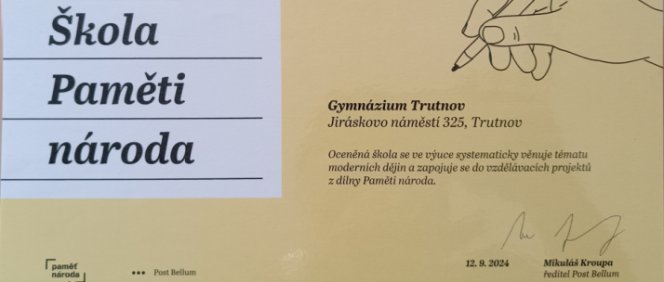 Škola
Paměti
národa
Gymnázium Trutnov
Jiráskovo náměstí 325, Trutnov
Oceněná škola se ve výuce systematicky věnuje tématu
moderních dějin a zapojuje se do vzdělávacích projektů
z dílny Paměti národa.
12. 9. 2024
Mikuláš Kroupa
ředitel Post Bellum
paměť
národa
Post Bellum